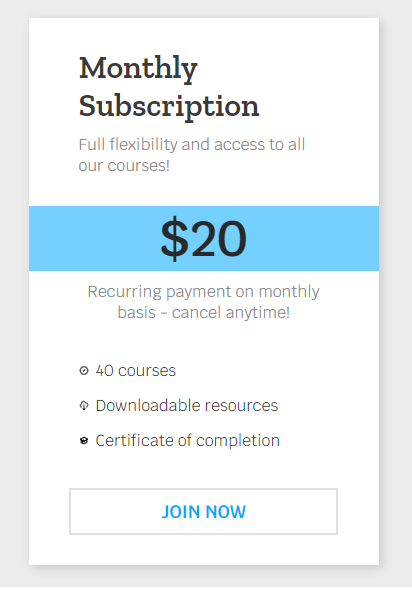 Monthly
Subscription
Full flexibility and access to all
our courses!
$20
Recurring payment on monthly
basis - cancel anytime!
40 courses
Downloadable resources
Certificate of completion
JOIN NOW